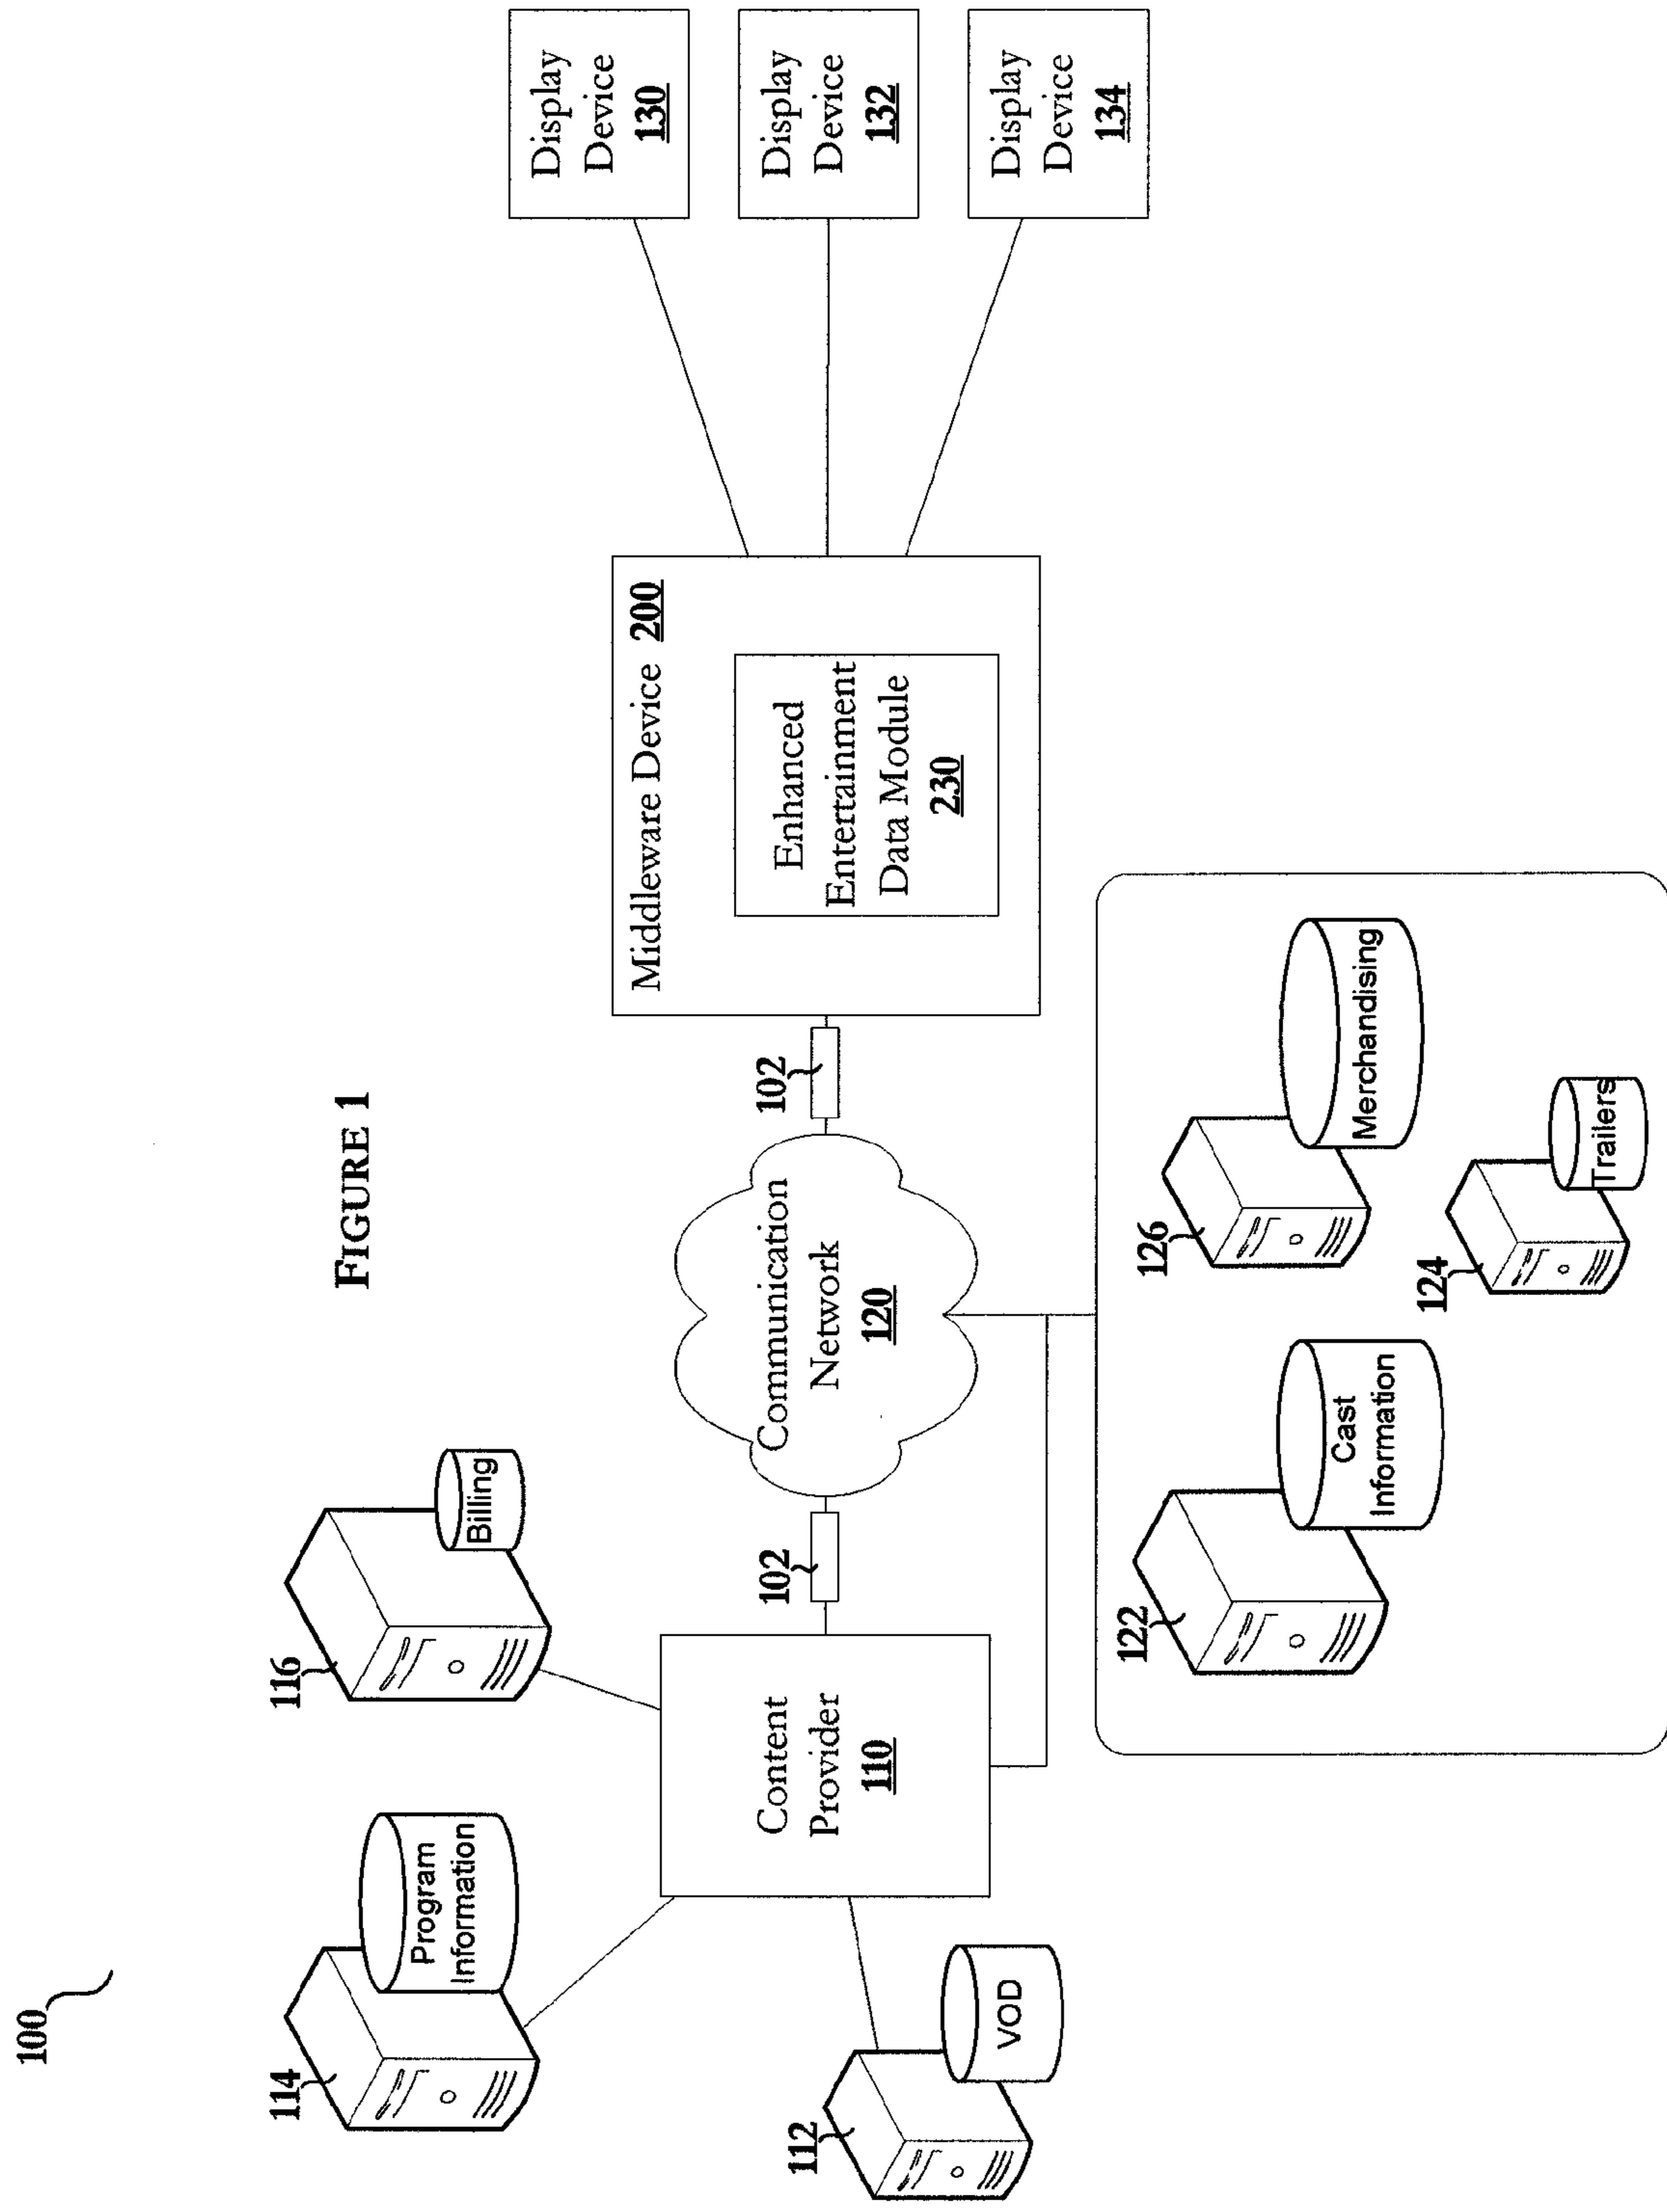 100
FIGURE 1
114
Program
Information
116
Billing
112
VOD
Content
Provider
110
102
Communication
Network
120
102
Middleware Device 200
Enhanced
Entertainment
Data Module
230
Display
Device
130
Display
Device
132
Display
Device
134
122
Cast
Information
126
Merchandising
124
Trailers